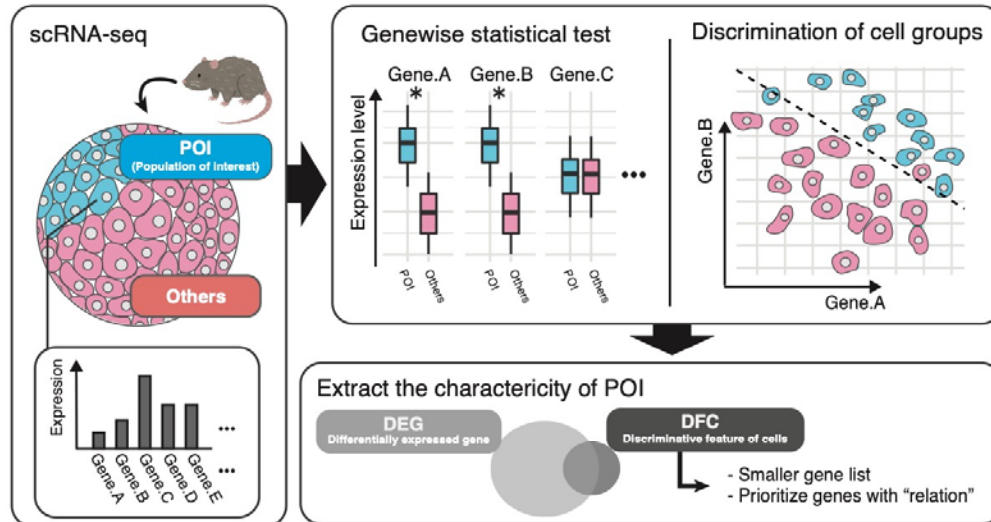 scRNA-seq
POI
(Population of Interest)
Others
Expression
Gene.A
Gene.B
Gene.C
Gene.D
Gene.E
...
...
Genewise statistical test
Gene.A
Gene.B
Gene.C
*
*
Expression level
...
POI
Others
POI
Others
POI
Others
Discrimination of cell groups
Gene.B
Gene.A
Extract the charactericity of POI
DEG
Differentially expressed gene
DFC
Discriminative feature of cells
- Smaller gene list
- Prioritize genes with “relation”